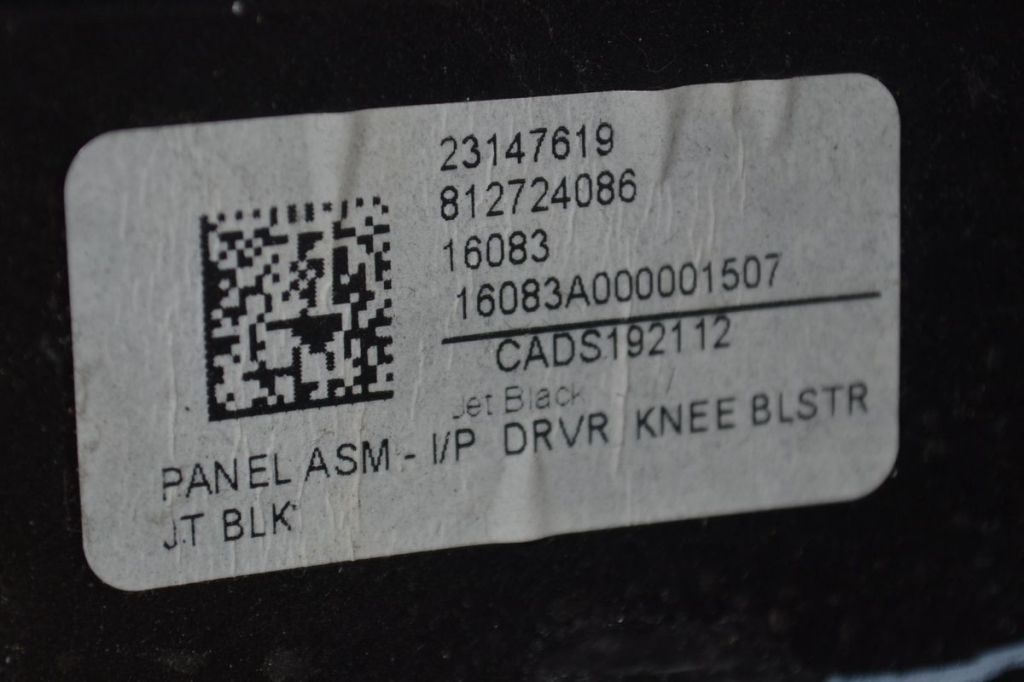 23147619
812724086
16083
16083A000001507
CADS192112
Jet Black
PANEL ASM - I/P DRVR KNEE BLSTR
JT BLK